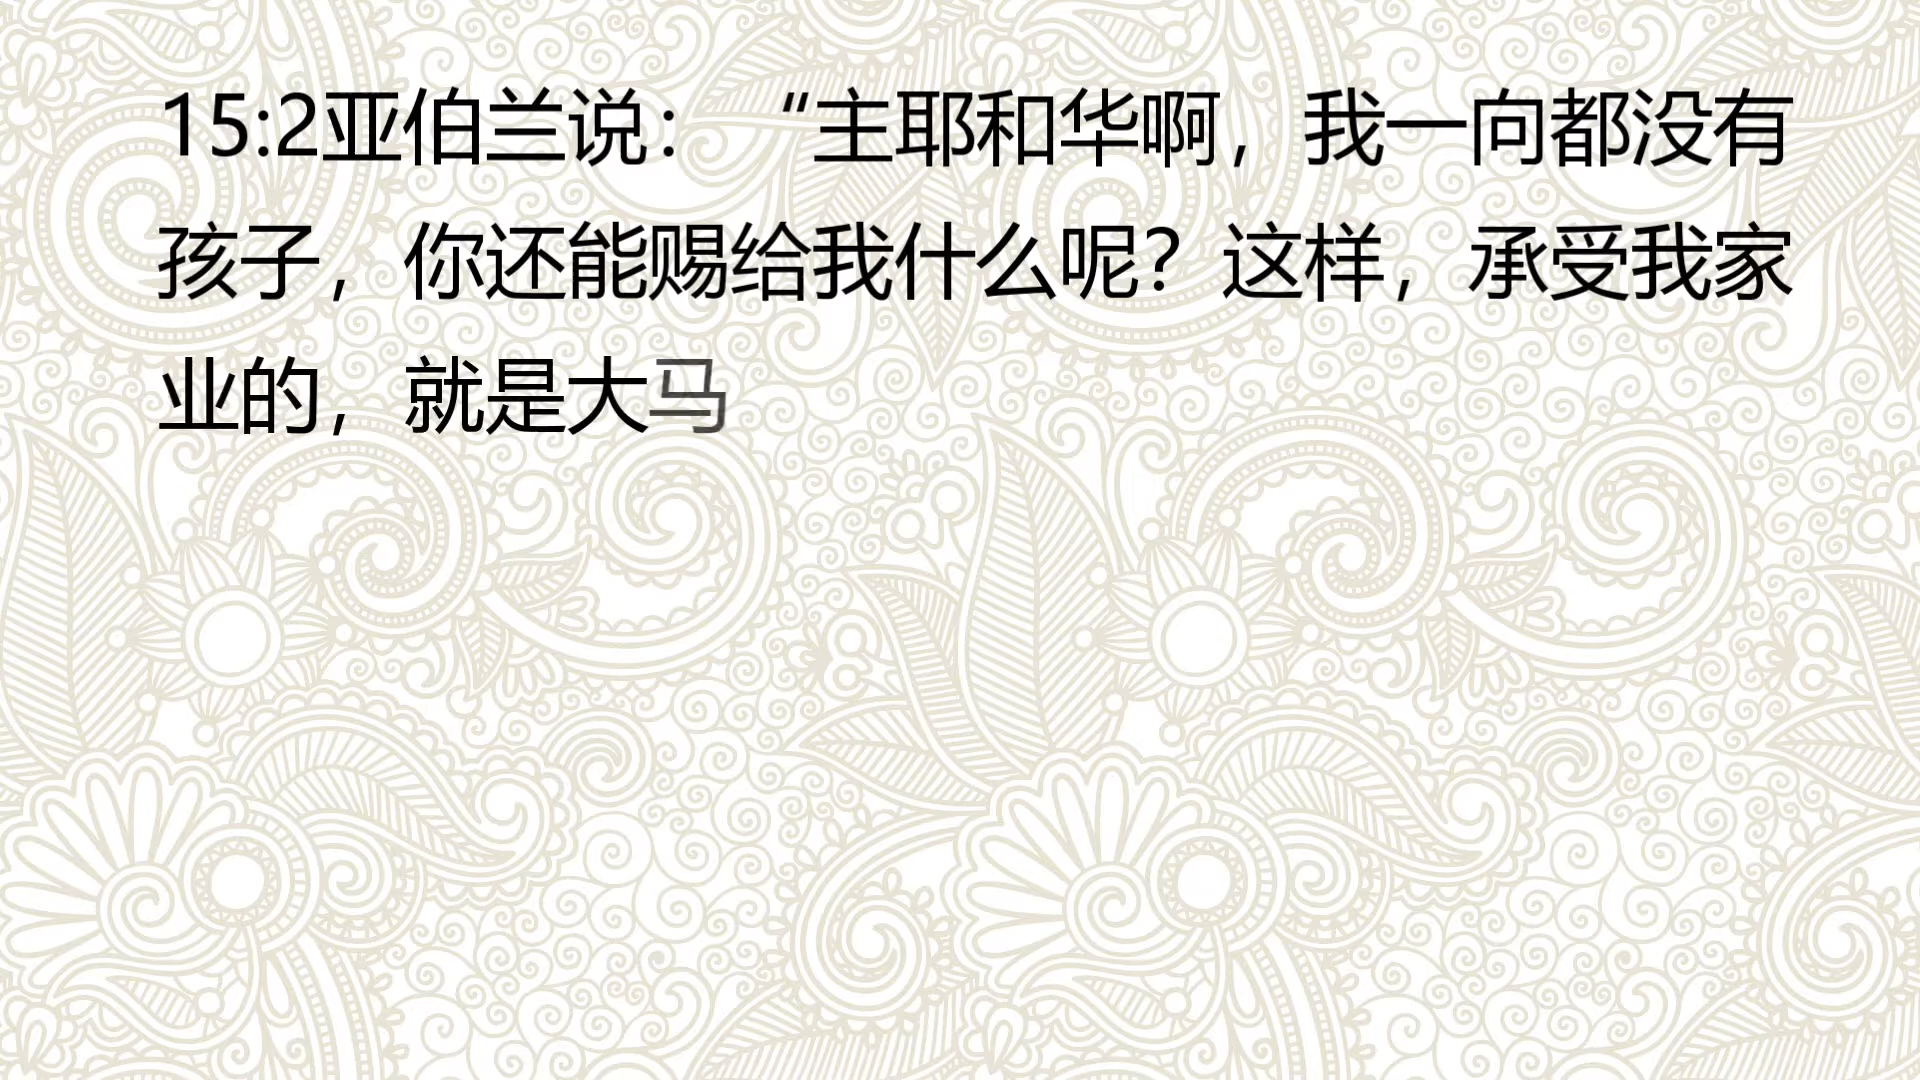 15:2亚伯兰说：“主耶和华啊，我一向都没有
孩子，你还能赐给我什么呢？这样，承受我家
业的，就是大马